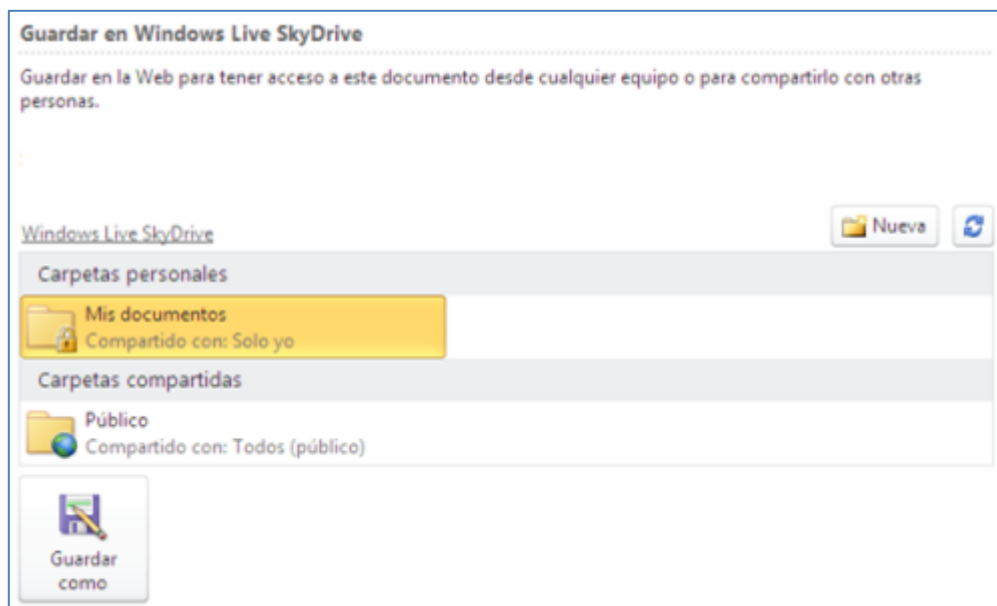 Guardar en Windows Live SkyDrive
Guardar en la Web para tener acceso a este documento desde cualquier equipo o para compartirlo con otras
personas.
Windows Live SkyDrive
Nueva
Carpetas personales
Mis documentos
Compartido con: Solo yo
Carpetas compartidas
Público
Compartido con: Todos (público)
Guardar
como